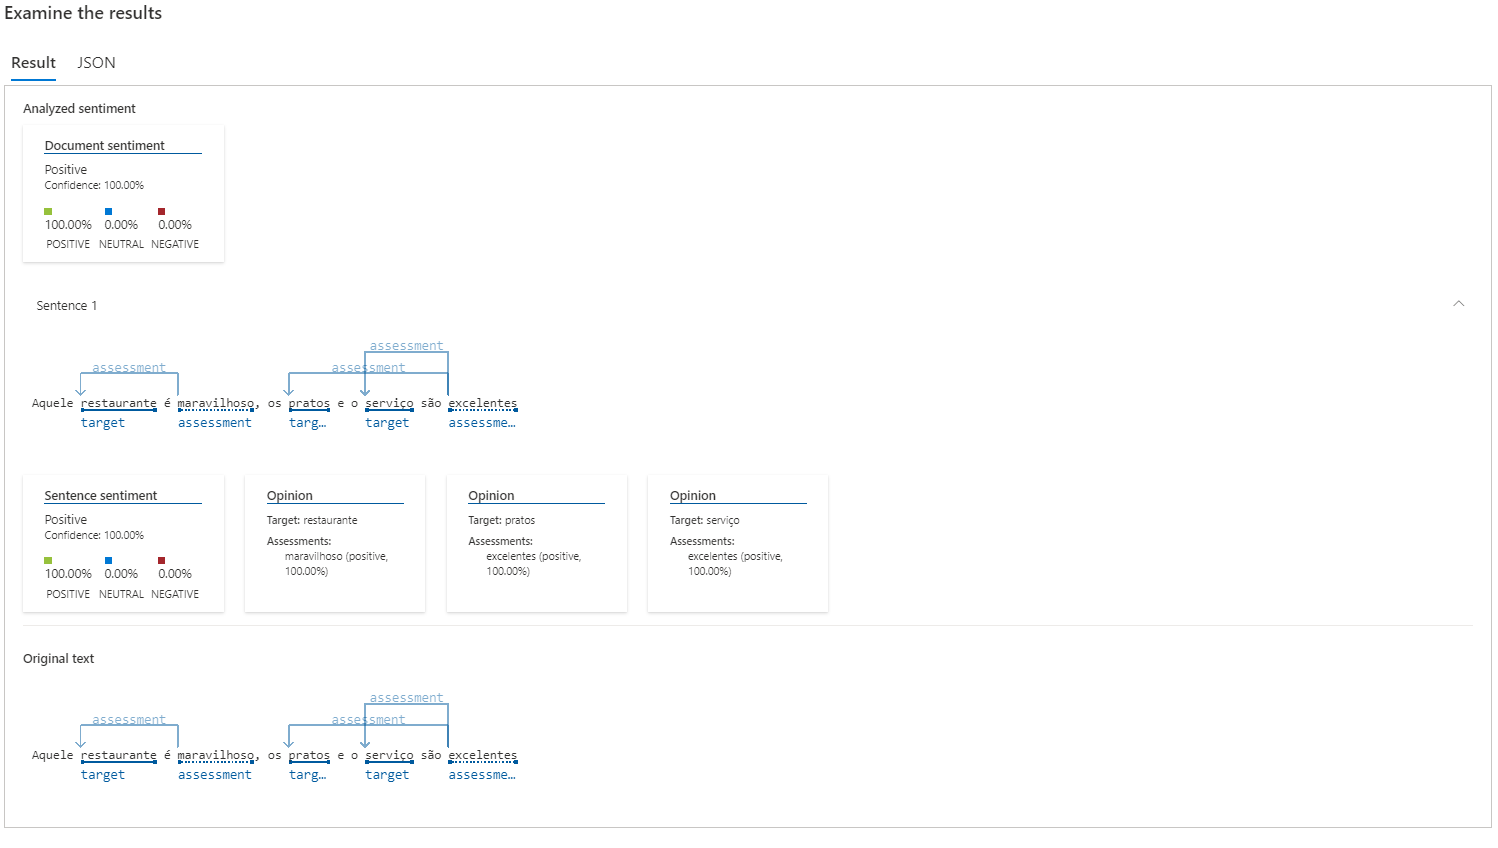 Examine the results
Result JSON
Analyzed sentiment
Document sentiment
Positive
Confidence: 100.00%
100.00% 0.00% 0.00%
POSITIVE NEUTRAL NEGATIVE
Sentence 1
assessment
assessment assessment
Aquele restaurante é maravilhoso, os pratos e o serviço são excelentes
target assessment targ... target assessme...
Sentence sentiment
Positive
Confidence: 100.00%
100.00% 0.00% 0.00%
POSITIVE NEUTRAL NEGATIVE
Opinion
Target: restaurante
Assessments:
maravilhoso (positive,
100.00%)
Opinion
Target: pratos
Assessments:
excelentes (positive,
100.00%)
Opinion
Target: serviço
Assessments:
excelentes (positive,
100.00%)
Original text
assessment
assessment assessment
Aquele restaurante é maravilhoso, os pratos e o serviço são excelentes
target assessment targ... target assessme...